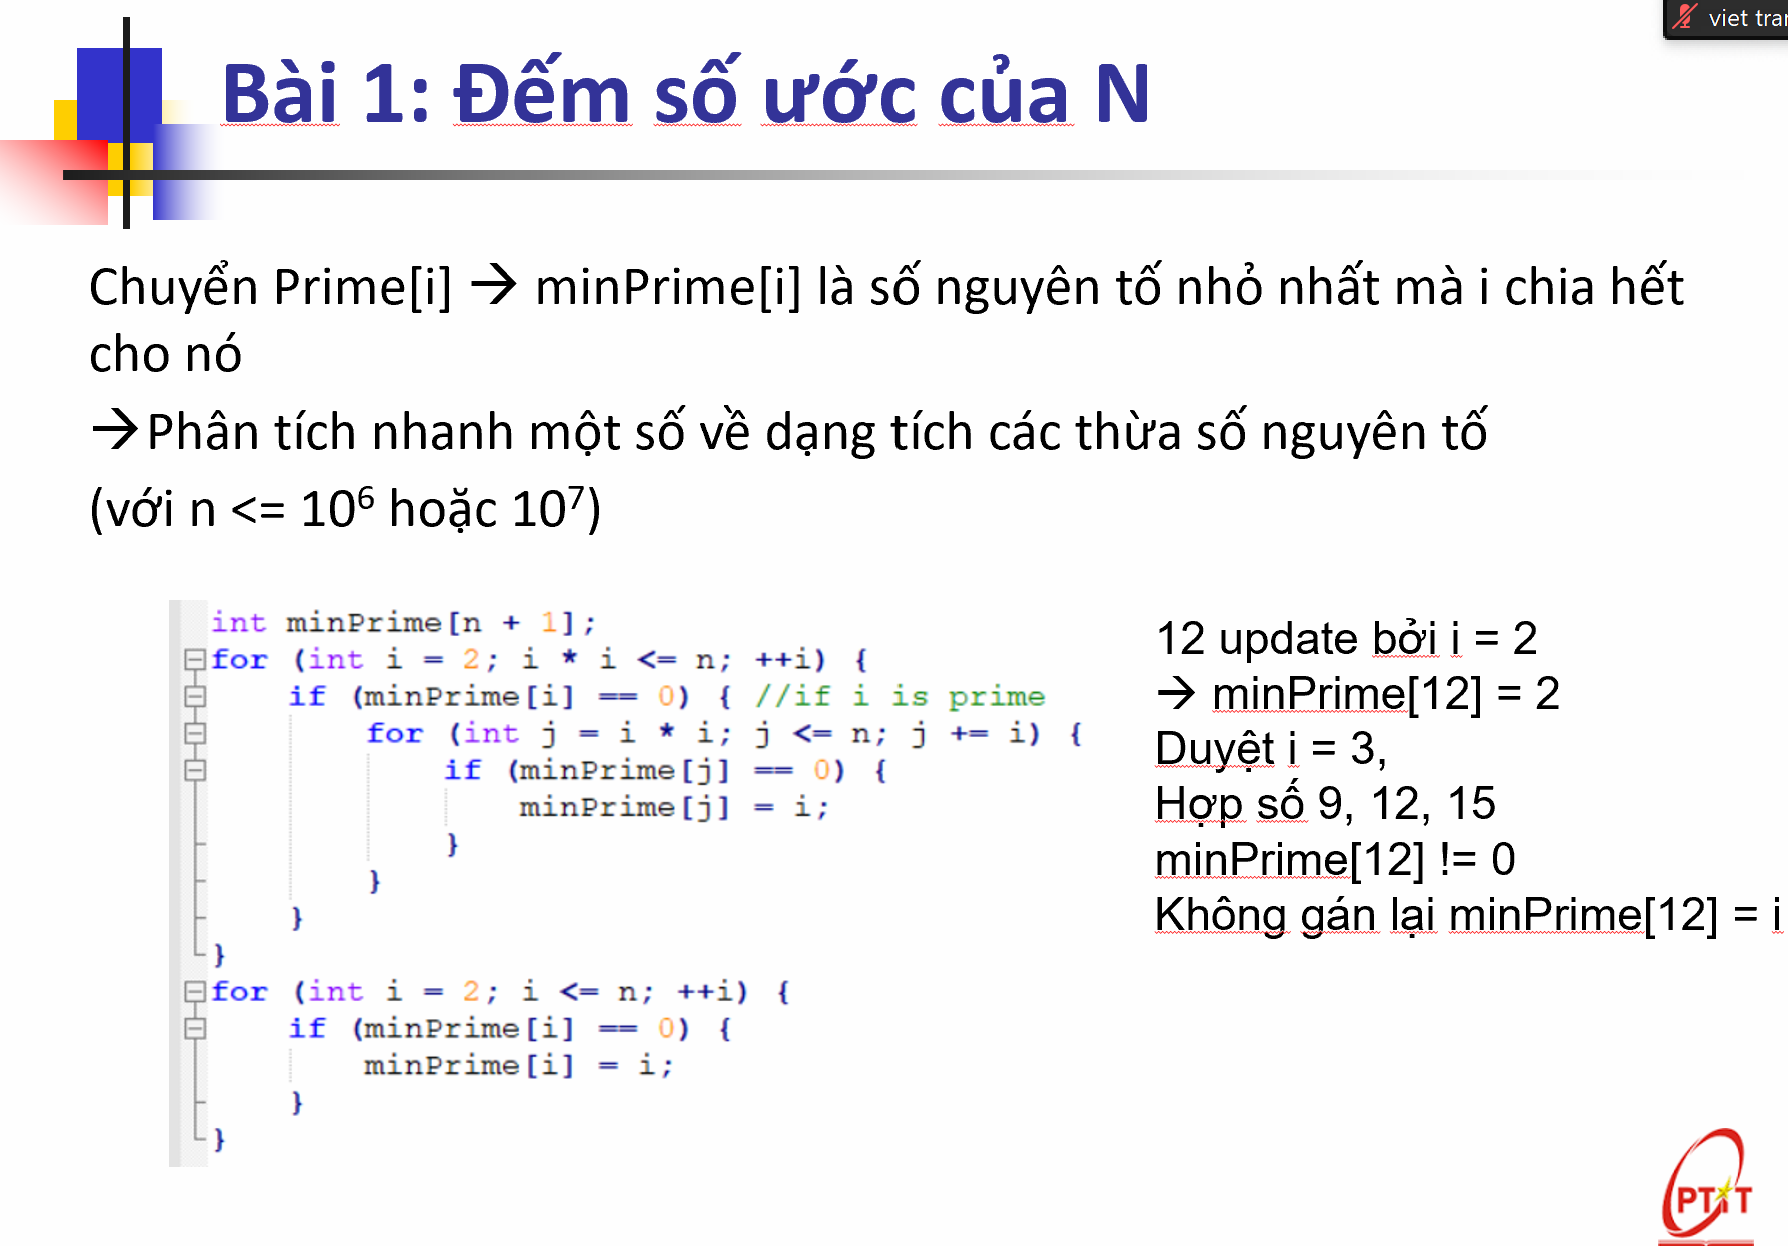 viet tra
Bài 1: Đếm số ước của N
Chuyển Prime[i] → minPrime[i] là số nguyên tố nhỏ nhất mà i chia hết
cho nó
→Phân tích nhanh một số về dạng tích các thừa số nguyên tố
(với n <= 10⁶ hoặc 10⁷)
int minPrime[n + 1];
for (int i = 2; i * i <= n; ++i) {
if (minPrime[i] == 0) { //if i is prime
for (int j = i * i; j <= n; j += i) {
if (minPrime[j] == 0) {
minPrime[j] = i;
}
}
}
}
for (int i = 2; i <= n; ++i) {
if (minPrime[i] == 0) {
minPrime[i] = i;
}
}
12 update bởi i = 2
→ minPrime[12] = 2
Duyệt i = 3,
Hợp số 9, 12, 15
minPrime[12] != 0
Không gán lại minPrime[12] = i
PTIT